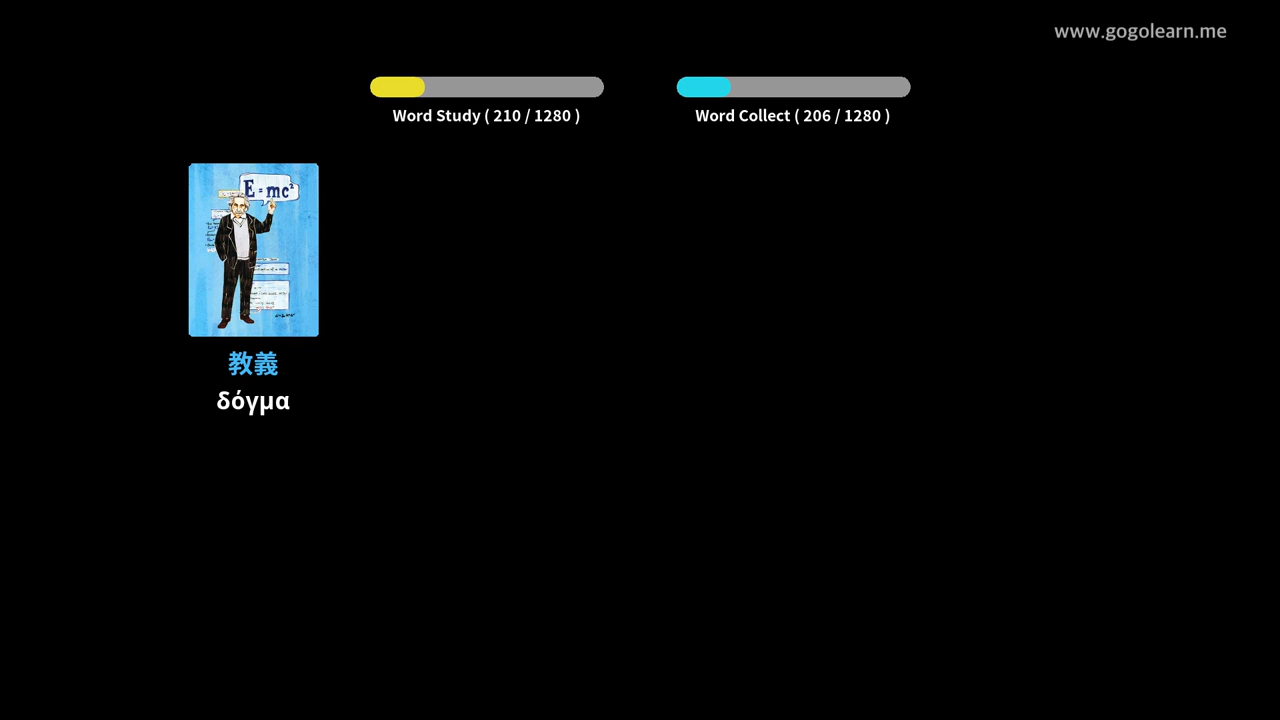 www.gogolearn.me
Word Study ( 210 / 1280 )
Word Collect ( 206 / 1280 )
E = mc²
教義
δόγμα